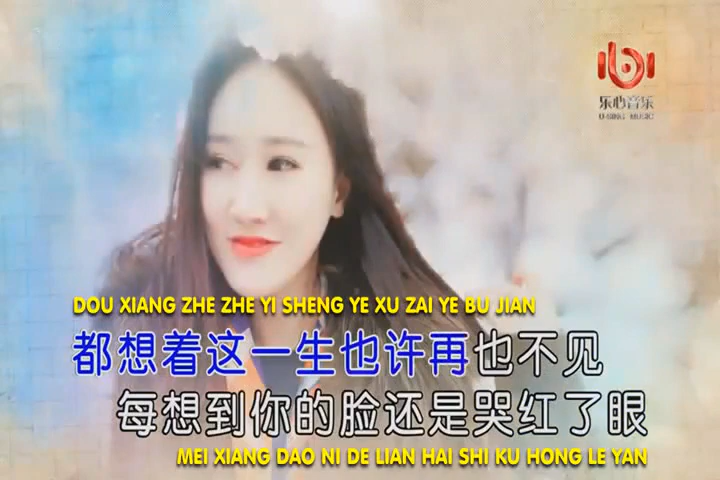 乐心音乐
U-SING MUSIC
DOU XIANG ZHE ZHE YI SHENG YE XU ZAI YE BU JIAN
都想着这一生也许再也不见
每想到你的脸还是哭红了眼
MEI XIANG DAO NI DE LIAN HAI SHI KU HONG LE YAN